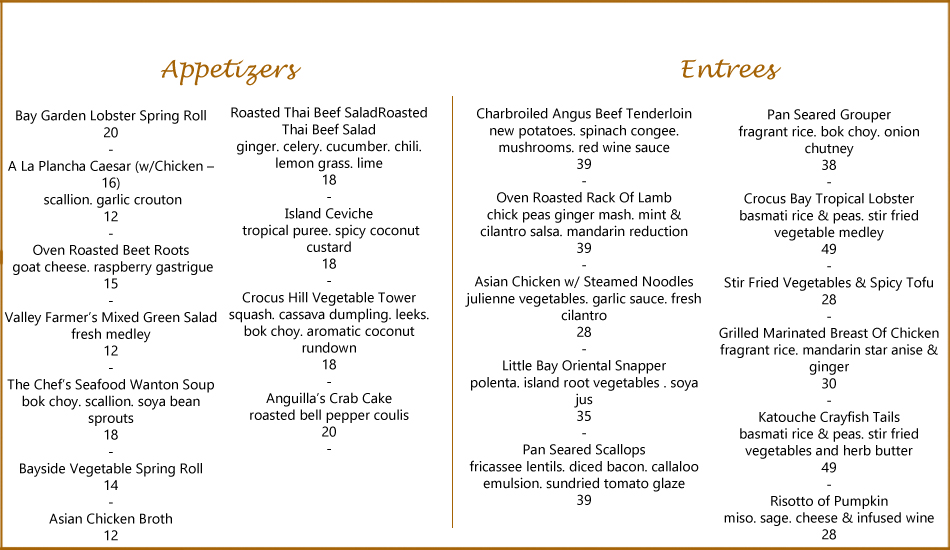 Appetizers
Bay Garden Lobster Spring Roll
20
-
A La Plancha Caesar (w/Chicken –
16)
scallion. garlic crouton
12
-
Oven Roasted Beet Roots
goat cheese. raspberry gastrigue
15
-
Valley Farmer’s Mixed Green Salad
fresh medley
12
-
The Chef’s Seafood Wanton Soup
bok choy. scallion. soya bean
sprouts
18
-
Bayside Vegetable Spring Roll
14
-
Asian Chicken Broth
12
Roasted Thai Beef SaladRoasted
Thai Beef Salad
ginger. celery. cucumber. chili.
lemon grass. lime
18
-
Island Ceviche
tropical puree. spicy coconut
custard
18
-
Crocus Hill Vegetable Tower
squash. cassava dumpling. leeks.
bok choy. aromatic coconut
rundown
18
-
Anguilla’s Crab Cake
roasted bell pepper coulis
20
-
Entrees
Charbroiled Angus Beef Tenderloin
new potatoes. spinach congee.
mushrooms. red wine sauce
39
-
Oven Roasted Rack Of Lamb
chick peas ginger mash. mint &
cilantro salsa. mandarin reduction
39
-
Asian Chicken w/ Steamed Noodles
julienne vegetables. garlic sauce. fresh
cilantro
28
-
Little Bay Oriental Snapper
polenta. island root vegetables . soya
jus
35
-
Pan Seared Scallops
fricassee lentils. diced bacon. callaloo
emulsion. sundried tomato glaze
39
Pan Seared Grouper
fragrant rice. bok choy. onion
chutney
38
-
Crocus Bay Tropical Lobster
basmati rice & peas. stir fried
vegetable medley
49
-
Stir Fried Vegetables & Spicy Tofu
28
-
Grilled Marinated Breast Of Chicken
fragrant rice. mandarin star anise &
ginger
30
-
Katouche Crayfish Tails
basmati rice & peas. stir fried
vegetables and herb butter
49
-
Risotto of Pumpkin
miso. sage. cheese & infused wine
28